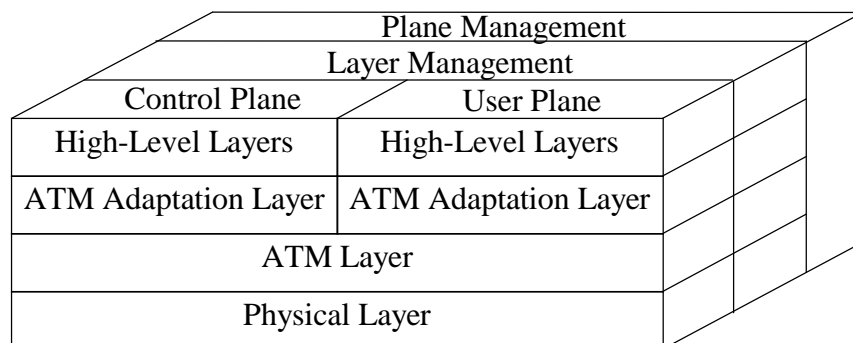 Plane Management
Layer Management
Control Plane User Plane
High-Level Layers High-Level Layers
ATM Adaptation Layer ATM Adaptation Layer
ATM Layer
Physical Layer